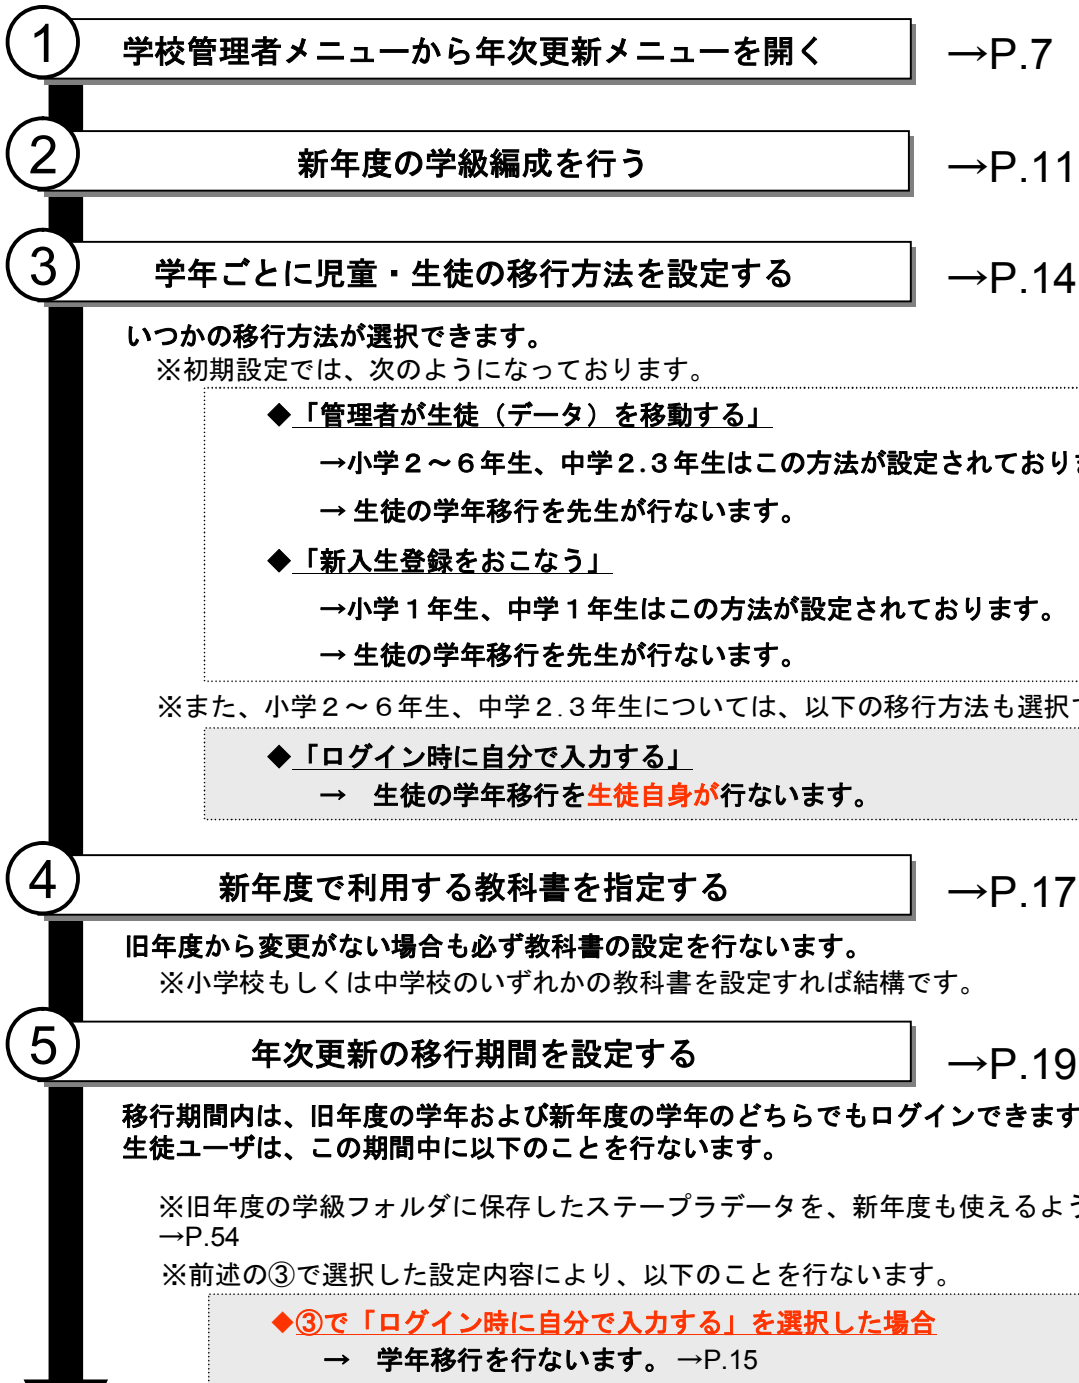 ① 学校管理者メニューから年次更新メニューを開く →P.7
② 新年度の学級編成を行う →P.11
③ 学年ごとに児童・生徒の移行方法を設定する →P.14
いつかの移行方法が選択できます。
※初期設定では、次のようになっております。
◆「管理者が生徒（データ）を移動する」
→小学２～６年生、中学２.３年生はこの方法が設定されており
→ 生徒の学年移行を先生が行ないます。
◆「新入生登録をおこなう」
→小学１年生、中学１年生はこの方法が設定されております。
→ 生徒の学年移行を先生が行ないます。
※また、小学２～６年生、中学２.３年生については、以下の移行方法も選択
◆「ログイン時に自分で入力する」
→ 生徒の学年移行を生徒自身が行ないます。
④ 新年度で利用する教科書を指定する →P.17
旧年度から変更がない場合も必ず教科書の設定を行ないます。
※小学校もしくは中学校のいずれかの教科書を設定すれば結構です。
⑤ 年次更新の移行期間を設定する →P.19
移行期間内は、旧年度の学年および新年度の学年のどちらでもログインできます
生徒ユーザは、この期間中に以下のことを行ないます。
※旧年度の学級フォルダに保存したステープラデータを、新年度も使えるよう
→P.54
※前述の③で選択した設定内容により、以下のことを行ないます。
◆③で「ログイン時に自分で入力する」を選択した場合
→ 学年移行を行ないます。→P.15